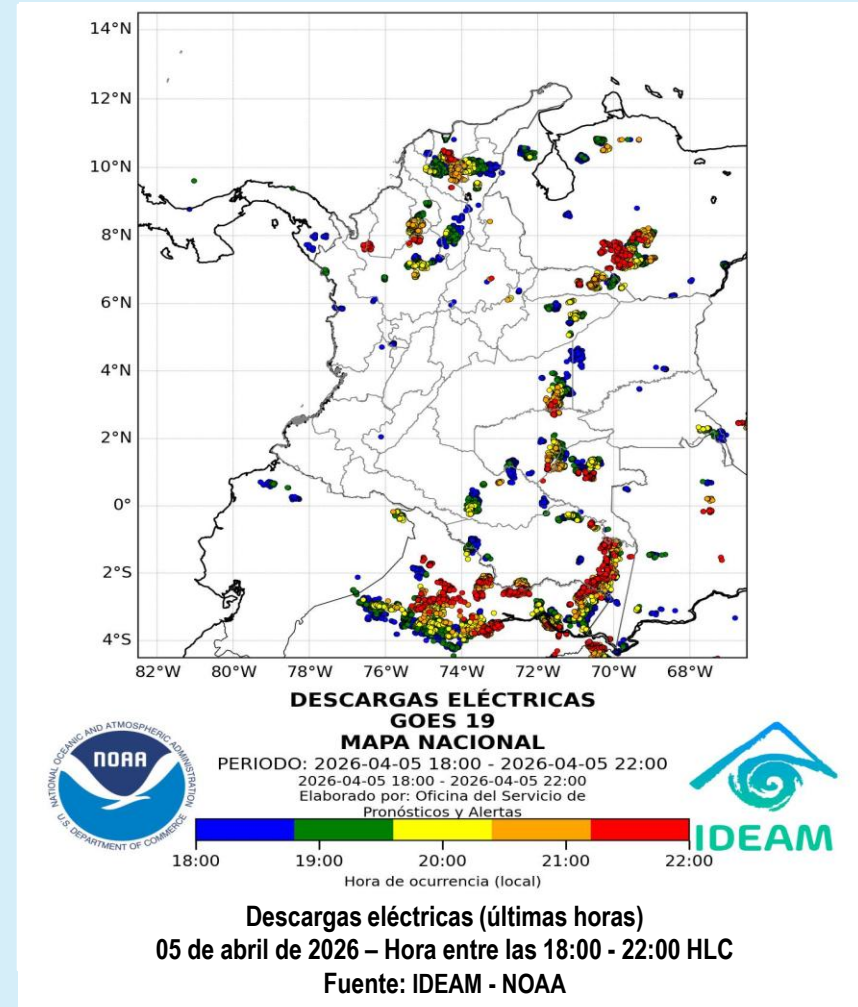 14°N
12°N
10°N
8°N
6°N
4°N
2°N
0°
2°S
4°S
82°W 80°W 78°W 76°W 74°W 72°W 70°W 68°W
DESCARGAS ELÉCTRICAS
GOES 19
MAPA NACIONAL
PERIODO: 2026-04-05 18:00 - 2026-04-05 22:00
2026-04-05 18:00 - 2026-04-05 22:00
Elaborado por: Oficina del Servicio de
Pronósticos y Alertas
NATIONAL OCEANIC AND ATMOSPHERIC ADMINISTRATION
NOAA
U.S. DEPARTMENT OF COMMERCE
IDEAM
18:00 19:00 20:00 21:00 22:00
Hora de ocurrencia (local)
Descargas eléctricas (últimas horas)
05 de abril de 2026 – Hora entre las 18:00 - 22:00 HLC
Fuente: IDEAM - NOAA